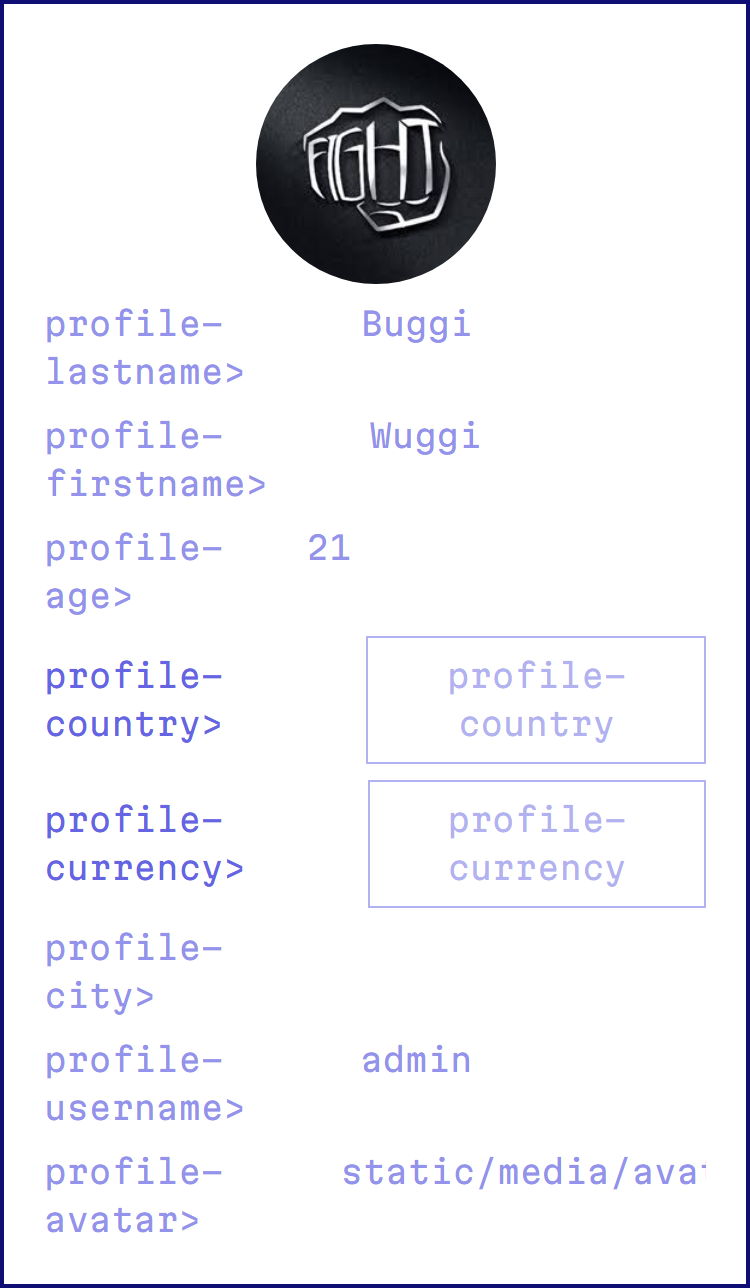 FIGHT
profile- Buggi
lastname>
profile- Wuggi
firstname>
profile- 21
age>
profile-
country>
profile-
country
profile-
currency>
profile-
currency
profile-
city>
profile- admin
username>
profile- static/media/ava
avatar>